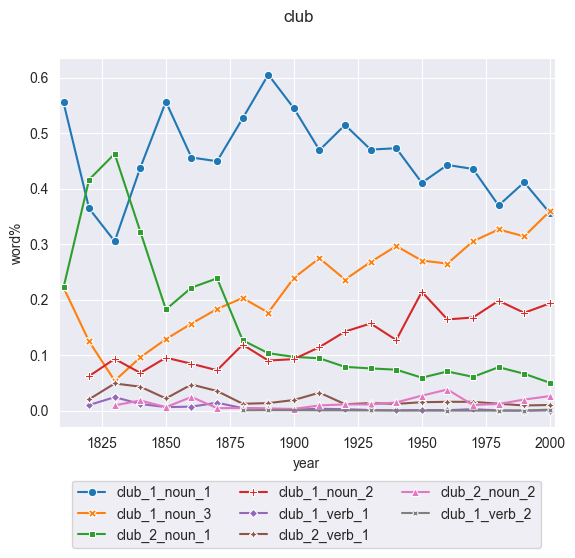 club
0.6
0.5
0.4
0.3
0.2
0.1
0.0
word%
1825 1850 1875 1900 1925 1950 1975 2000
year
club_1_noun_1 club_1_noun_2 club_2_noun_2
club_1_noun_3 club_1_verb_1 club_1_verb_2
club_2_noun_1 club_2_verb_1